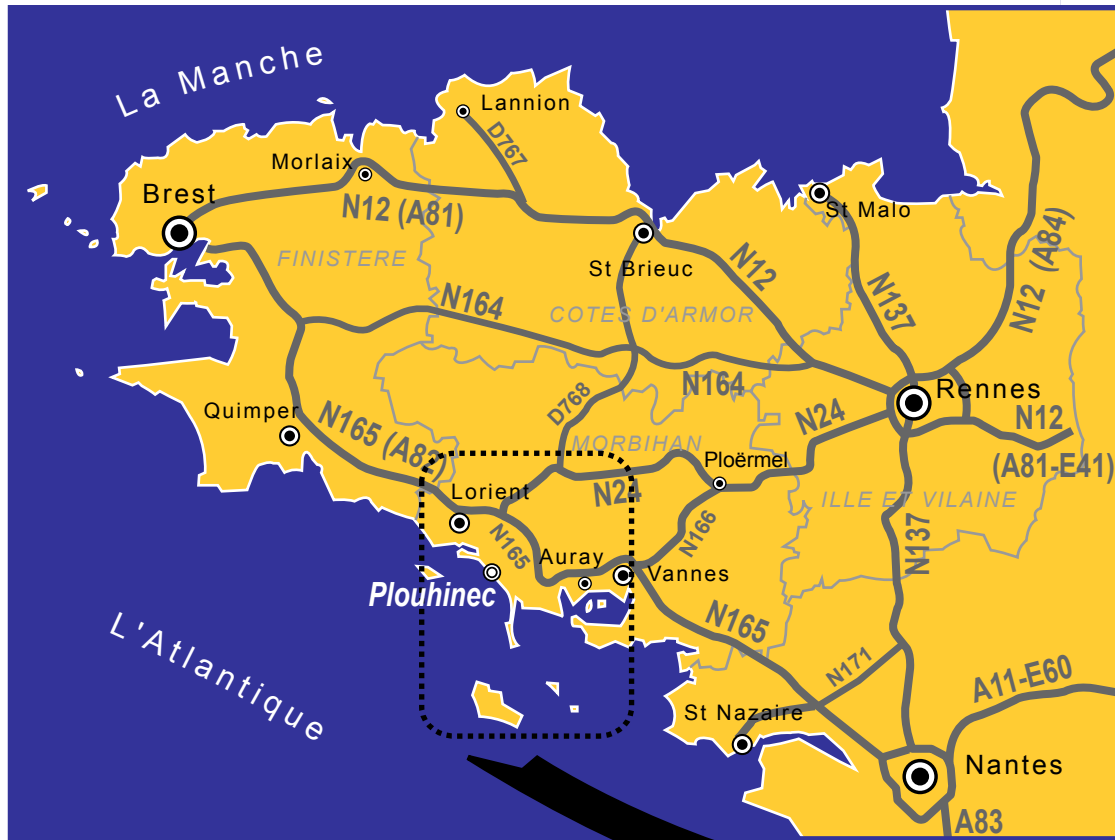 La Manche
Lannion
D767
Morlaix
Brest
N12 (A81)
St Malo
FINISTERE
St Brieuc
N12
N12 (A84)
N137
N164
COTES D'ARMOR
N164
Rennes
D768
Quimper
N24
N12
N165 (A82)
MORBIHAN
Ploërmel
(A81-E41)
Lorient
N24
ILLE ET VILAINE
N165
N166
N137
Auray
Vannes
Plouhinec
N165
L'Atlantique
N171
A11-E60
St Nazaire
Nantes
A83